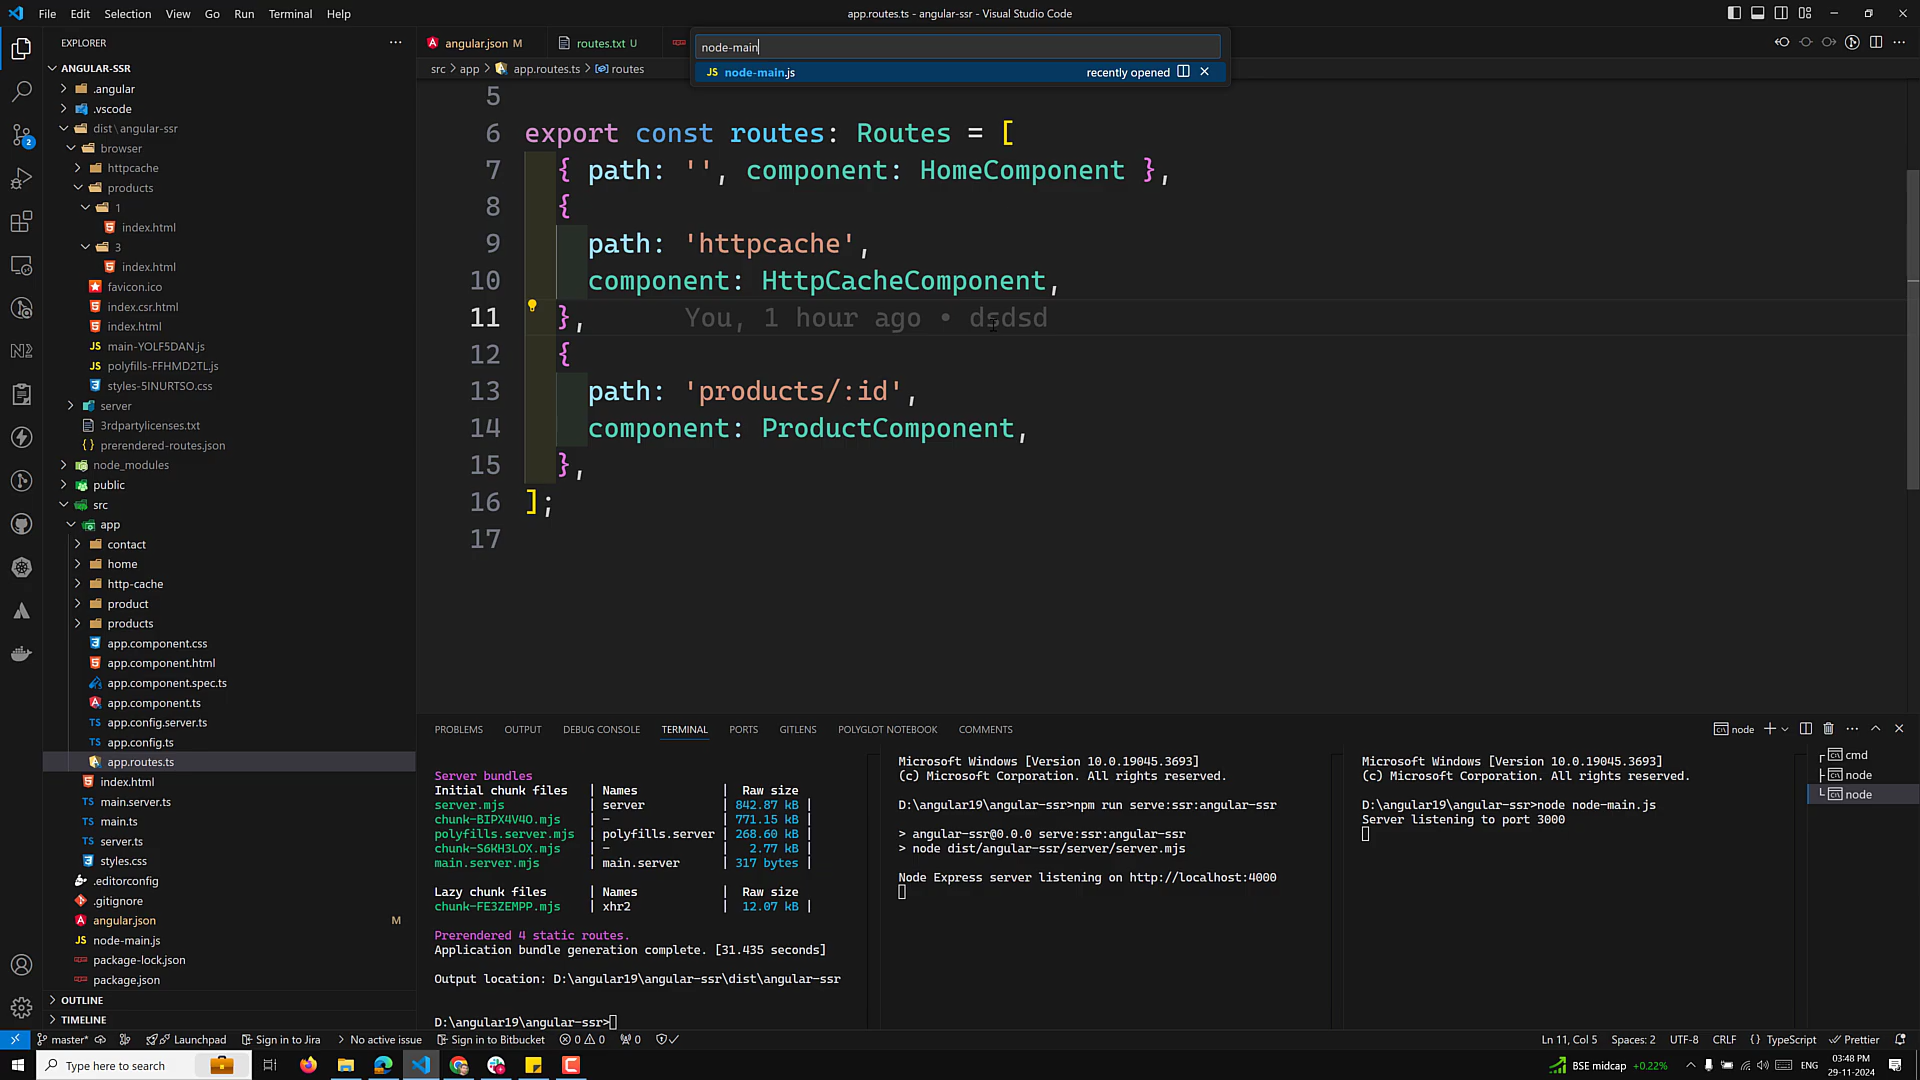 File Edit Selection View Go Run Terminal Help
app.routes.ts - angular-ssr - Visual Studio Code
EXPLORER
ANGULAR-SSR
.angular
.vscode
dist\angular-ssr
browser
httpcache
products
1
index.html
3
index.html
favicon.ico
index.csr.html
index.html
main-YOLF5DAN.js
polyfills-FFHMD2TL.js
styles-5INURTSO.css
server
3rdpartylicenses.txt
prerendered-routes.json
node_modules
public
src
app
contact
home
http-cache
product
products
app.component.css
app.component.html
app.component.spec.ts
app.component.ts
app.config.server.ts
app.config.ts
app.routes.ts
index.html
main.server.ts
main.ts
server.ts
styles.css
.editorconfig
.gitignore
angular.json M
node-main.js
package-lock.json
package.json
OUTLINE
TIMELINE
angular.json M
routes.txt U
node-main
JS node-main.js recently opened
src > app > app.routes.ts > routes
5
6 export const routes: Routes = [
7 { path: '', component: HomeComponent },
8 {
9 path: 'httpcache',
10 component: HttpCacheComponent,
11 }, You, 1 hour ago • dsdsd
12 {
13 path: 'products/:id',
14 component: ProductComponent,
15 },
16 ];
17
PROBLEMS OUTPUT DEBUG CONSOLE TERMINAL PORTS GITLENS POLYGLOT NOTEBOOK COMMENTS
node
Server bundles
Initial chunk files | Names | Raw size
server.mjs | server | 842.87 kB |
chunk-BIPX4V4O.mjs | - | 771.15 kB |
polyfills.server.mjs | polyfills.server | 268.60 kB |
chunk-S6KH3LOX.mjs | - | 2.77 kB |
main.server.mjs | main.server | 317 bytes |
Lazy chunk files | Names | Raw size
chunk-FE3ZEMPP.mjs | xhr2 | 12.07 kB |
Prerendered 4 static routes.
Application bundle generation complete. [31.435 seconds]
Output location: D:\angular19\angular-ssr\dist\angular-ssr
D:\angular19\angular-ssr>
Microsoft Windows [Version 10.0.19045.3693]
(c) Microsoft Corporation. All rights reserved.
D:\angular19\angular-ssr>npm run serve:ssr:angular-ssr
> angular-ssr@0.0.0 serve:ssr:angular-ssr
> node dist/angular-ssr/server/server.mjs
Node Express server listening on http://localhost:4000
Microsoft Windows [Version 10.0.19045.3693]
(c) Microsoft Corporation. All rights reserved.
D:\angular19\angular-ssr>node node-main.js
Server listening to port 3000
cmd
node
node
master* Launchpad Sign in to Jira No active issue Sign in to Bitbucket 0 0 0
Ln 11, Col 5 Spaces: 2 UTF-8 CRLF {} TypeScript Prettier
Type here to search
BSE midcap +0.22%
ENG
03:48 PM
29-11-2024